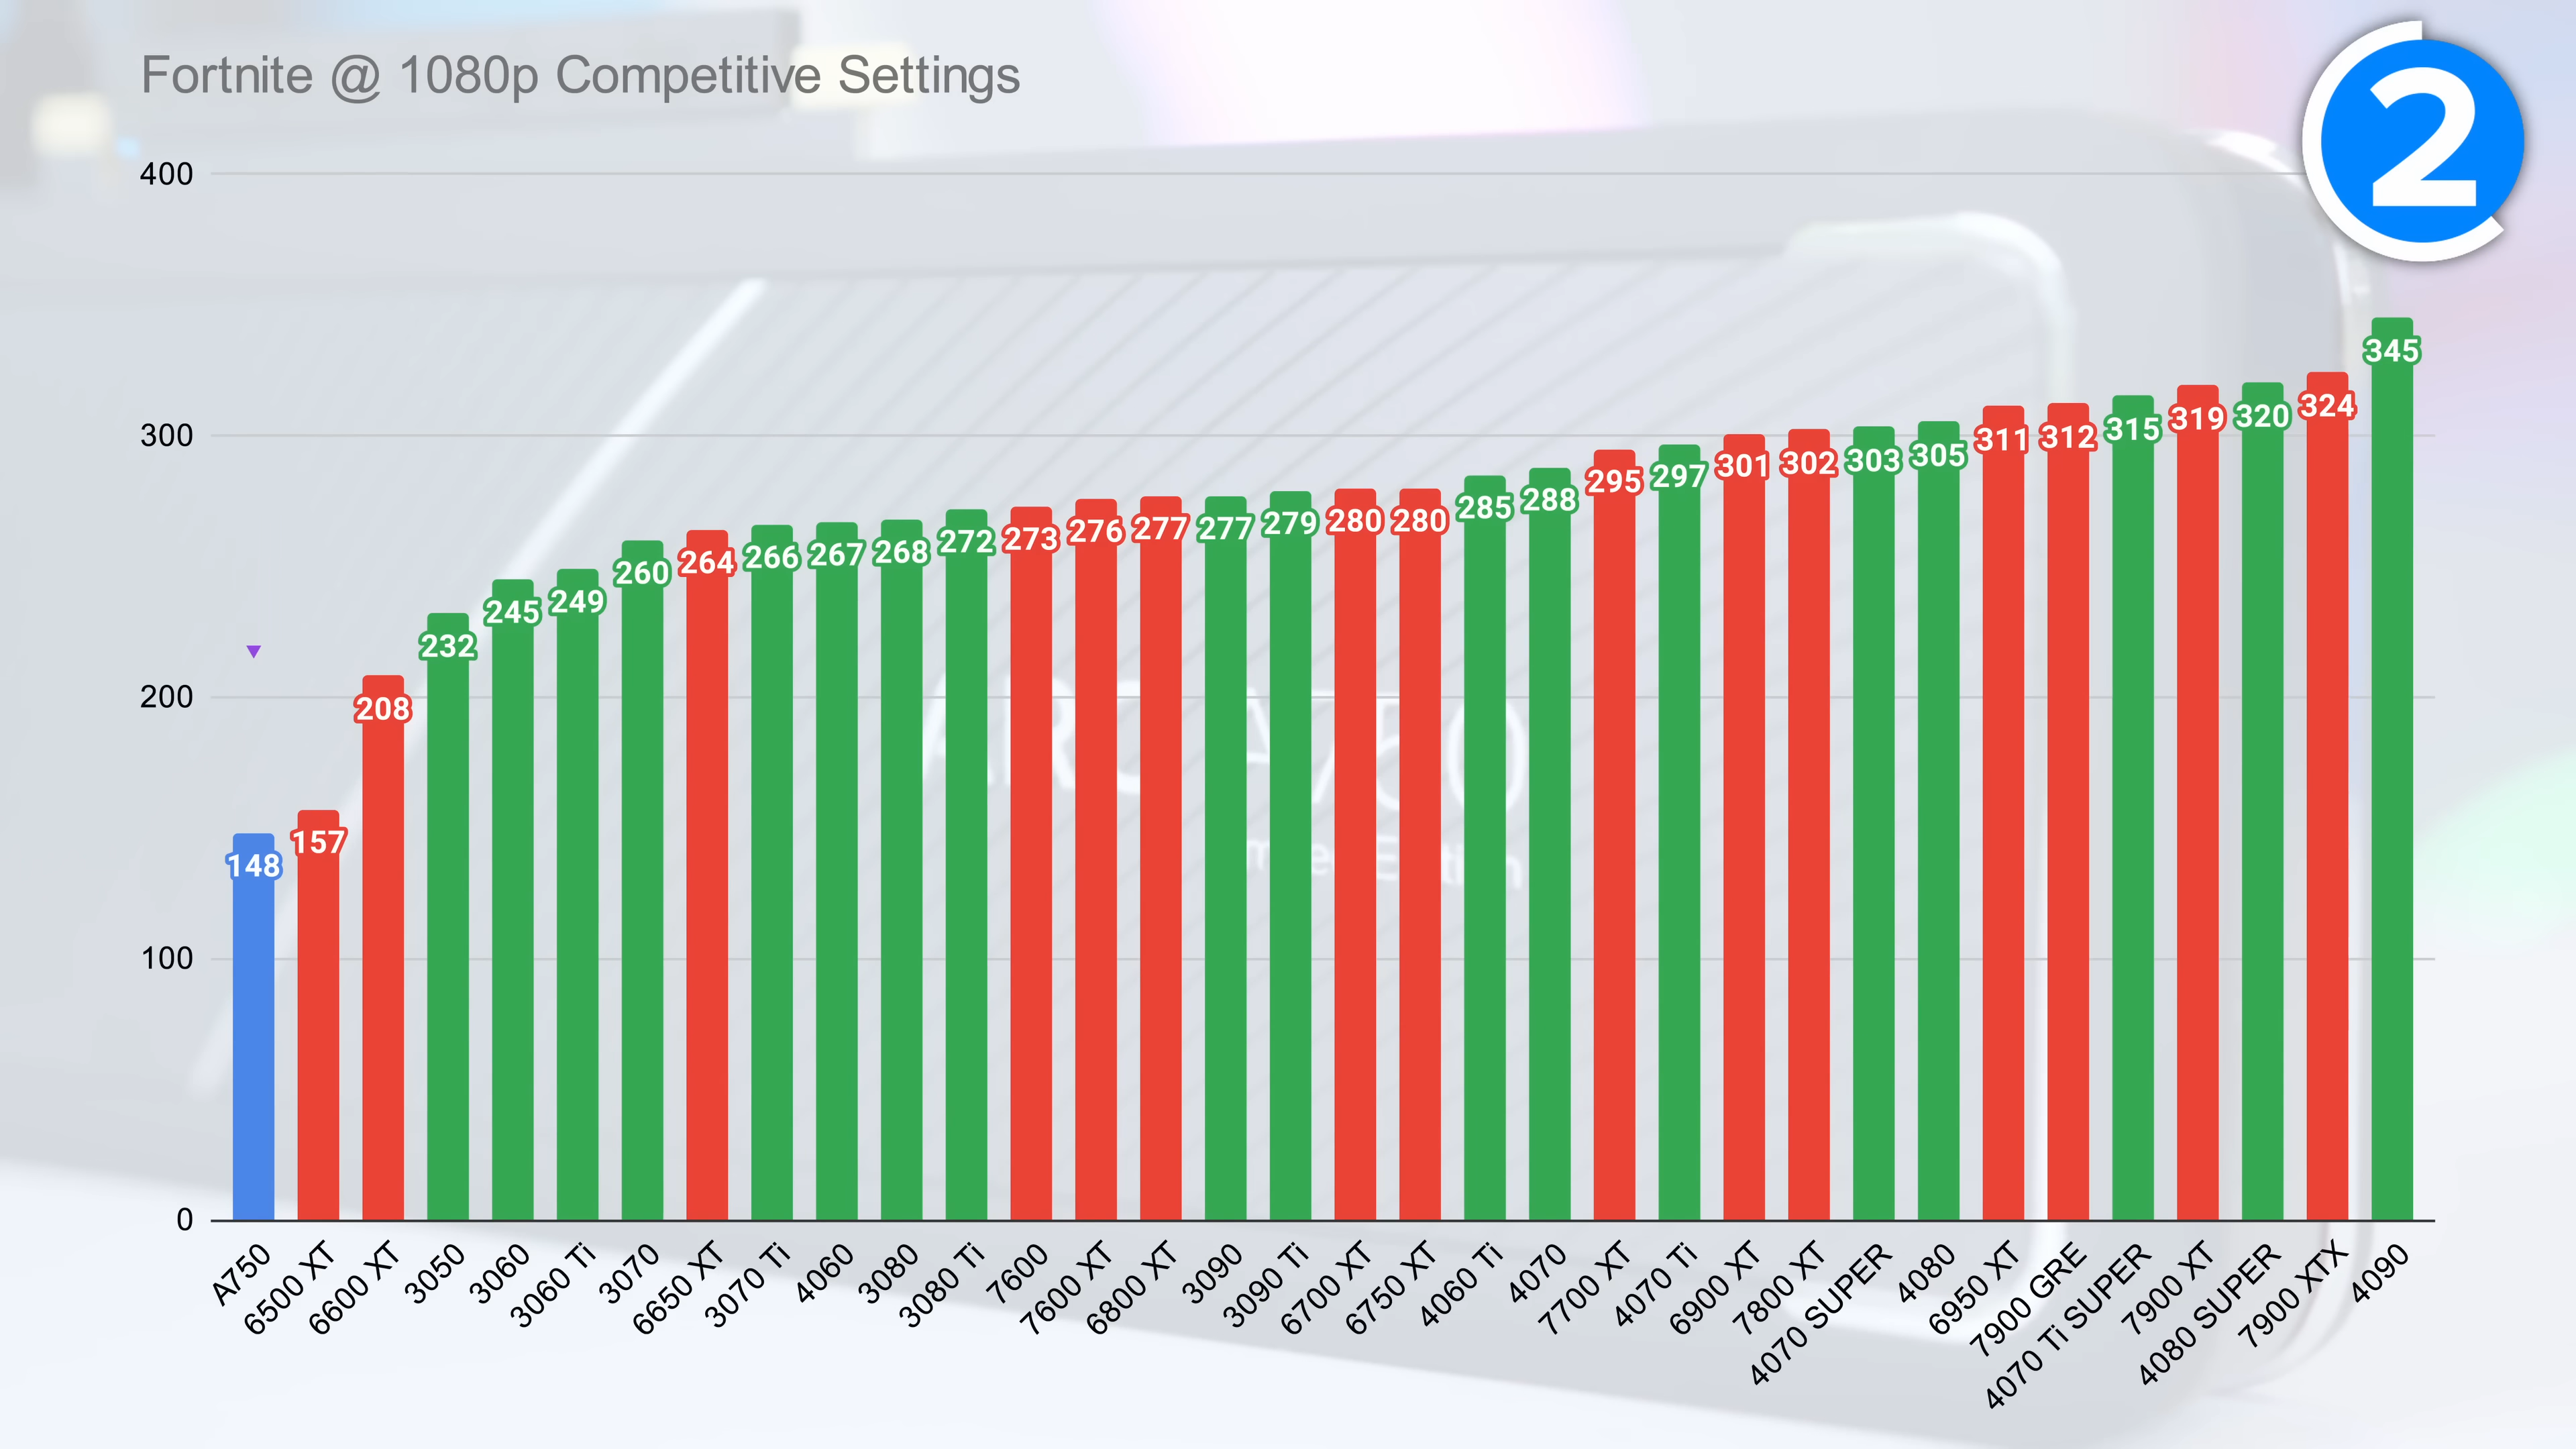 Fortnite @ 1080p Competitive Settings
2
400
300
200
100
0
148
157
208
232
245
249
260
264
266
267
268
272
273
276
277
277
279
280
280
285
288
295
297
301
302
303
305
311
312
315
319
320
324
345
A750
6500 XT
6600 XT
3050
3060
3060 Ti
3070
6650 XT
3070 Ti
4060
3080
3080 Ti
7600
7600 XT
6800 XT
3090
3090 Ti
6700 XT
6750 XT
4060 Ti
4070
7700 XT
4070 Ti
6900 XT
7800 XT
4070 SUPER
4080
6950 XT
7900 GRE
4070 Ti SUPER
7900 XT
4080 SUPER
7900 XTX
4090
ARC A750